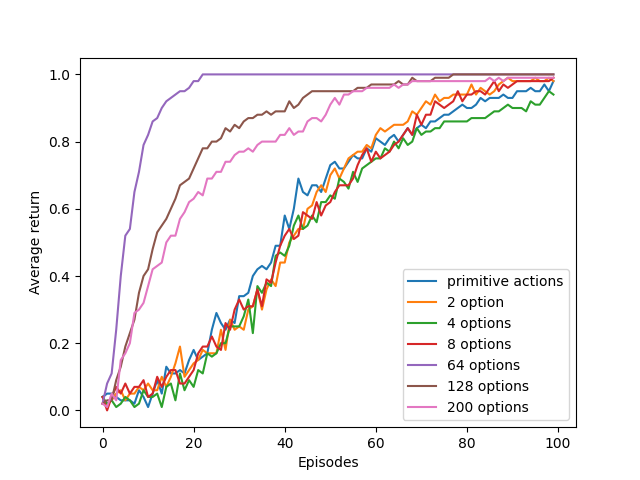 1.0
0.8
0.6
0.4
0.2
0.0
Average return
0
20
40
60
80
100
Episodes
primitive actions
2 option
4 options
8 options
64 options
128 options
200 options